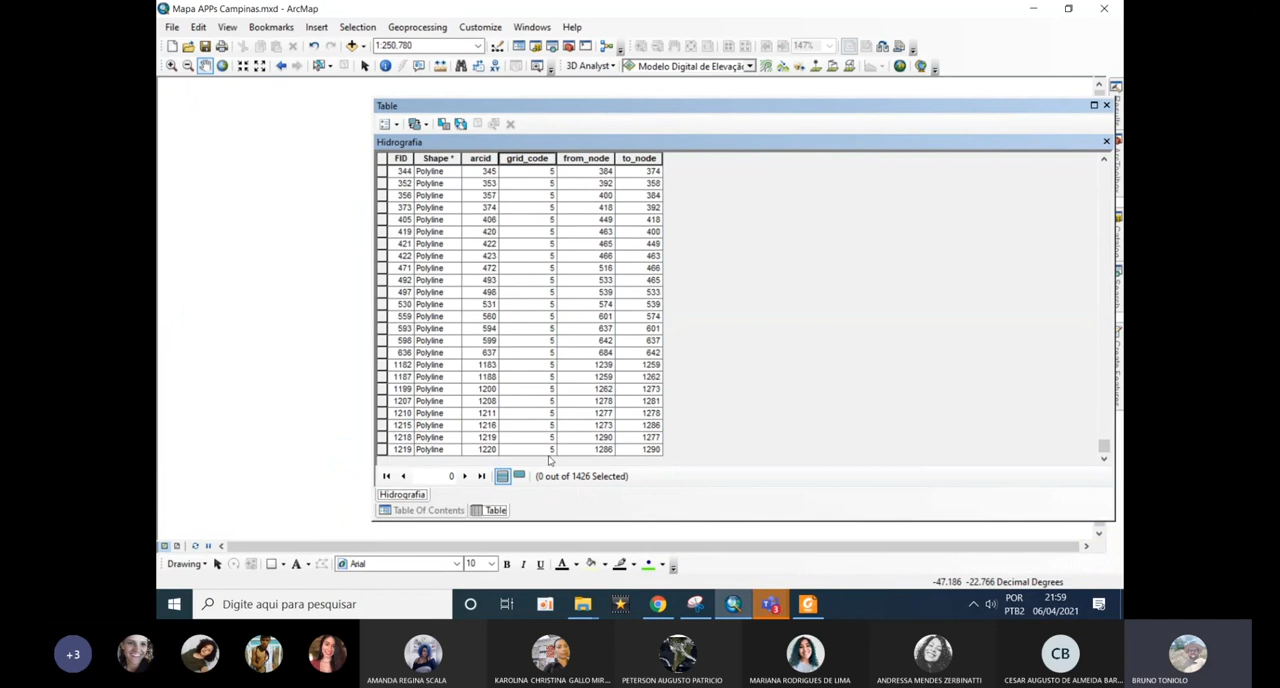 Mapa APPs Campinas.mxd - ArcMap
File Edit View Bookmarks Insert Selection Geoprocessing Customize Windows Help
1:250.780 147%
3D Analyst Modelo Digital de Elevação
Table
Hidrografia
FID Shape * arcid grid_code from_node to_node
344 Polyline 345 5 384 374
352 Polyline 353 5 392 358
356 Polyline 357 5 400 384
373 Polyline 374 5 418 392
405 Polyline 406 5 449 418
419 Polyline 420 5 463 400
421 Polyline 422 5 465 449
422 Polyline 423 5 466 463
471 Polyline 472 5 516 466
492 Polyline 493 5 533 465
497 Polyline 498 5 539 533
530 Polyline 531 5 574 539
559 Polyline 560 5 601 574
593 Polyline 594 5 637 601
598 Polyline 599 5 642 637
636 Polyline 637 5 684 642
1182 Polyline 1183 5 1239 1259
1187 Polyline 1188 5 1259 1262
1199 Polyline 1200 5 1262 1273
1207 Polyline 1208 5 1278 1281
1210 Polyline 1211 5 1277 1278
1215 Polyline 1216 5 1273 1286
1218 Polyline 1219 5 1290 1277
1219 Polyline 1220 5 1286 1290
0 (0 out of 1426 Selected)
Hidrografia
Table Of Contents Table
Drawing Arial 10 B I U A
-47.186 -22.766 Decimal Degrees
Digite aqui para pesquisar
POR 21:59
PTB2 06/04/2021
+3
CB
AMANDA REGINA SCALA KAROLINA CHRISTINA GALLO MIR... PETERSON AUGUSTO PATRICIO MARIANA RODRIGUES DE LIMA ANDRESSA MENDES ZERBINATTI CESAR AUGUSTO DE ALMEIDA BAR... BRUNO TONIOLO